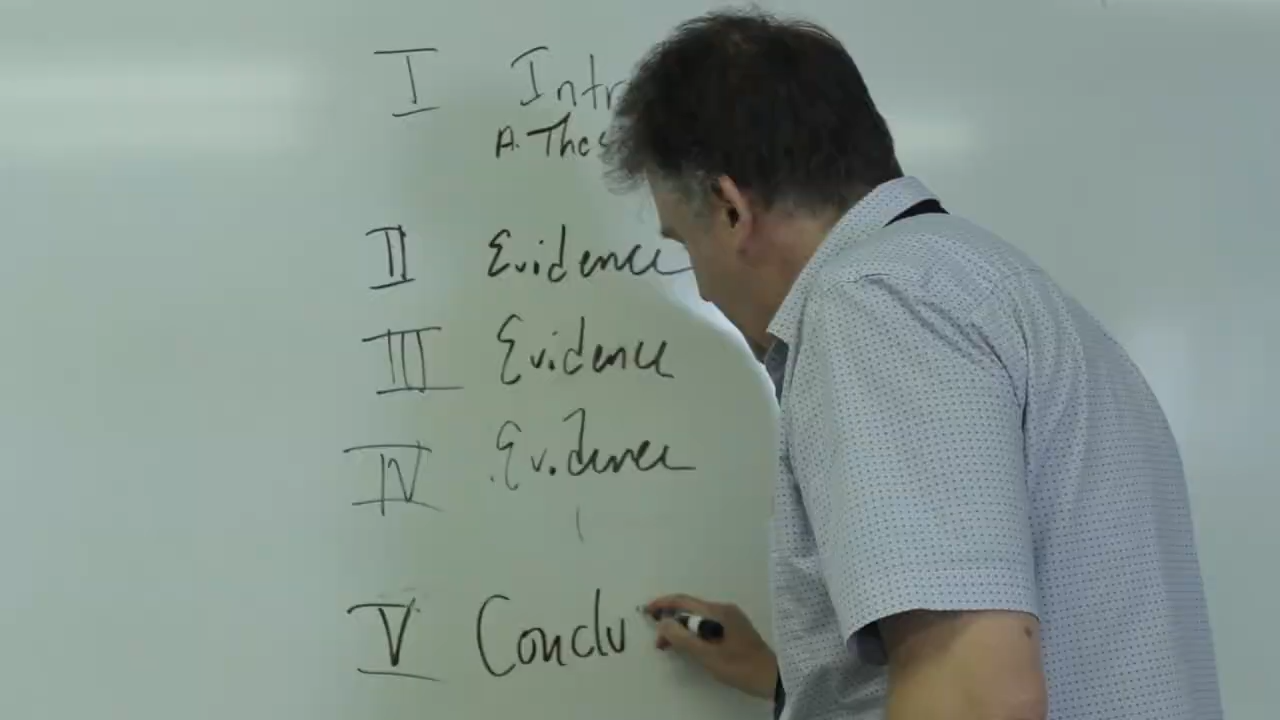 I Intr
A. Thes
II Evidence
III Evidence
IV Evidence
V Conclu